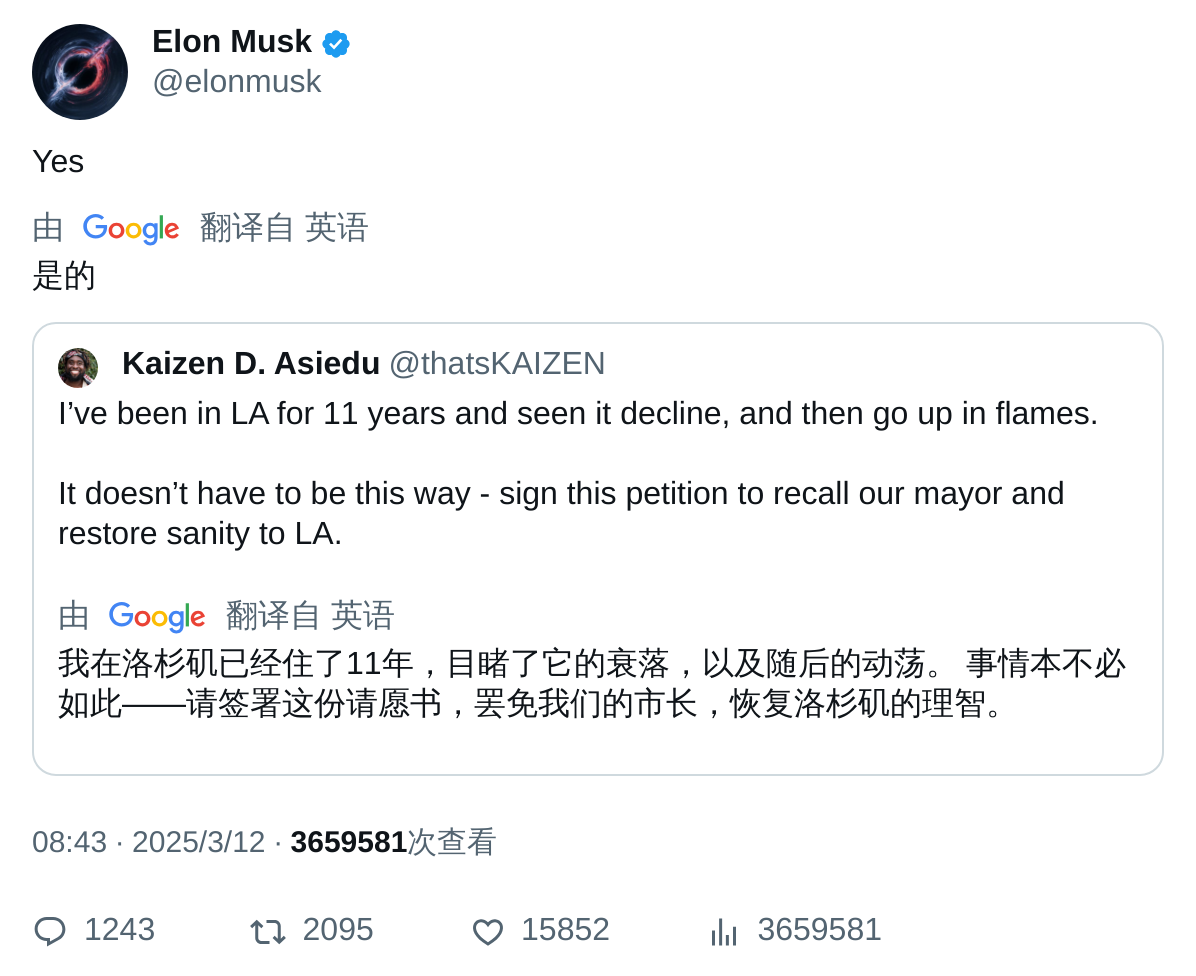 Elon Musk
@elonmusk
Yes
由 Google 翻译自 英语
是的
Kaizen D. Asiedu @thatsKAIZEN
I’ve been in LA for 11 years and seen it decline, and then go up in flames.
It doesn’t have to be this way - sign this petition to recall our mayor and
restore sanity to LA.
由 Google 翻译自 英语
我在洛杉矶已经住了11年，目睹了它的衰落，以及随后的动荡。 事情本不必
如此——请签署这份请愿书，罢免我们的市长，恢复洛杉矶的理智。
08:43 · 2025/3/12 · 3659581次查看
1243 2095 15852 3659581